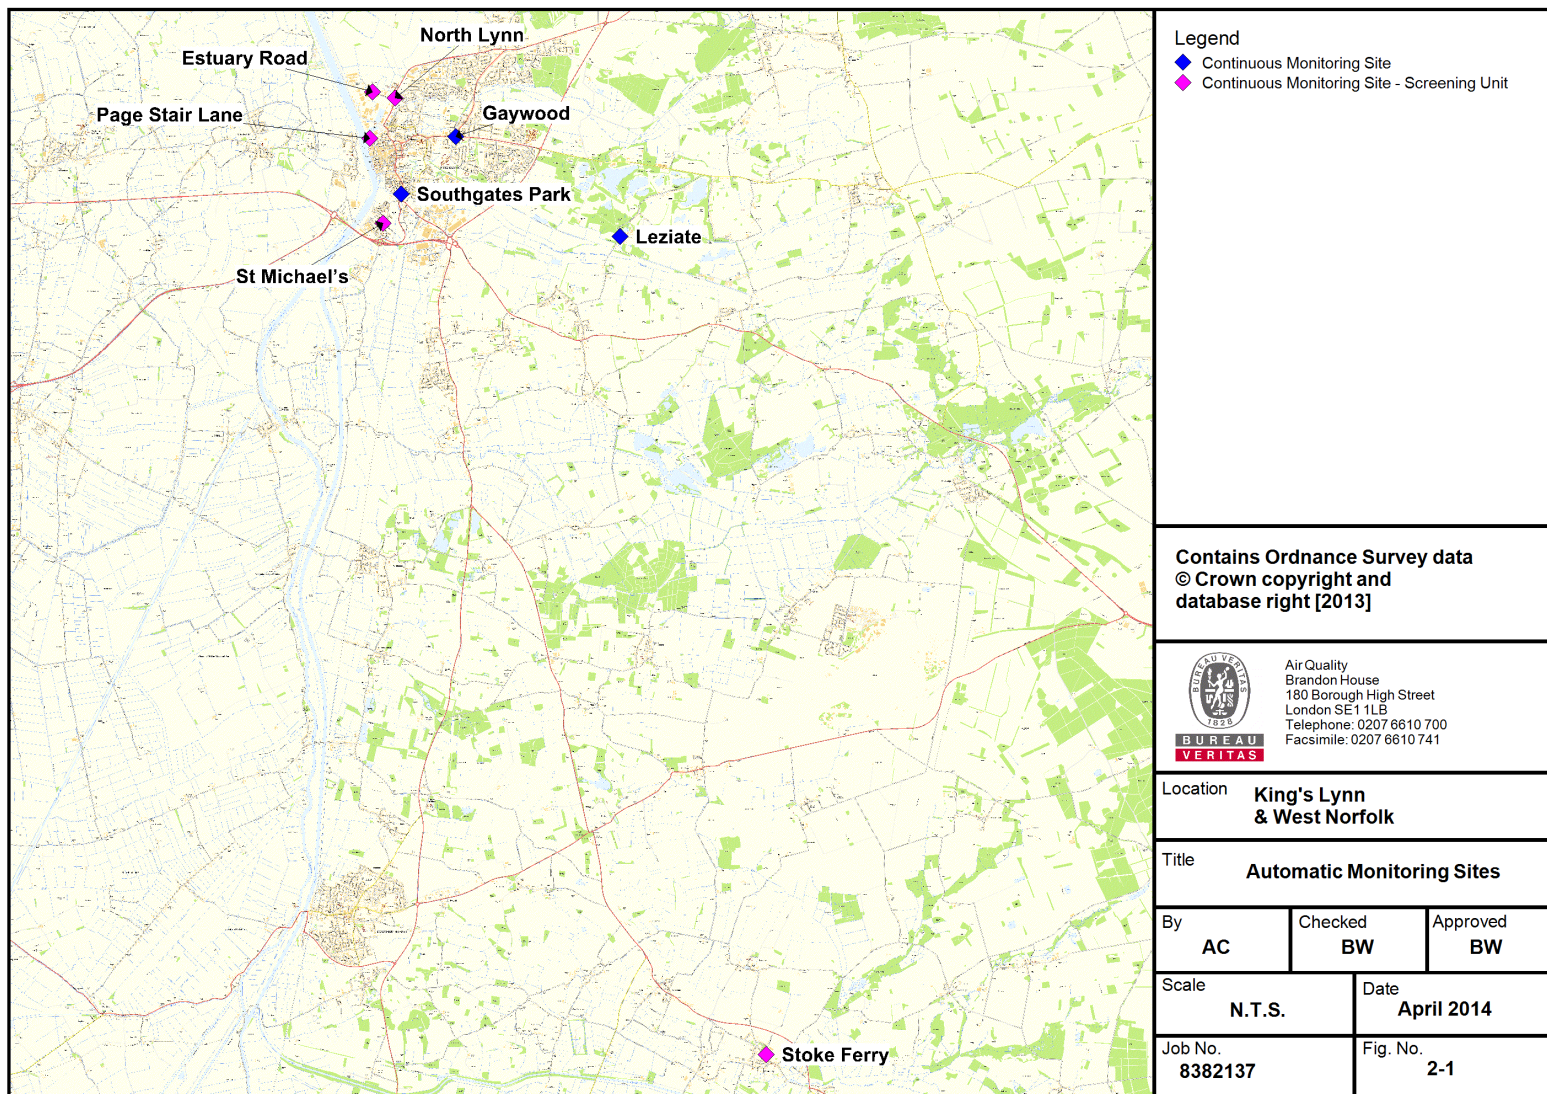 North Lynn
Estuary Road
Page Stair Lane
Gaywood
Southgates Park
Leziate
St Michael's
Stoke Ferry
Legend
Continuous Monitoring Site
Continuous Monitoring Site - Screening Unit
Contains Ordnance Survey data
© Crown copyright and
database right [2013]
BUREAU VERITAS
1828
BUREAU
VERITAS
Air Quality
Brandon House
180 Borough High Street
London SE1 1LB
Telephone: 0207 6610 700
Facsimile: 0207 6610 741
Location
King's Lynn
& West Norfolk
Title
Automatic Monitoring Sites
By
AC
Checked
BW
Approved
BW
Scale
N.T.S.
Date
April 2014
Job No.
8382137
Fig. No.
2-1